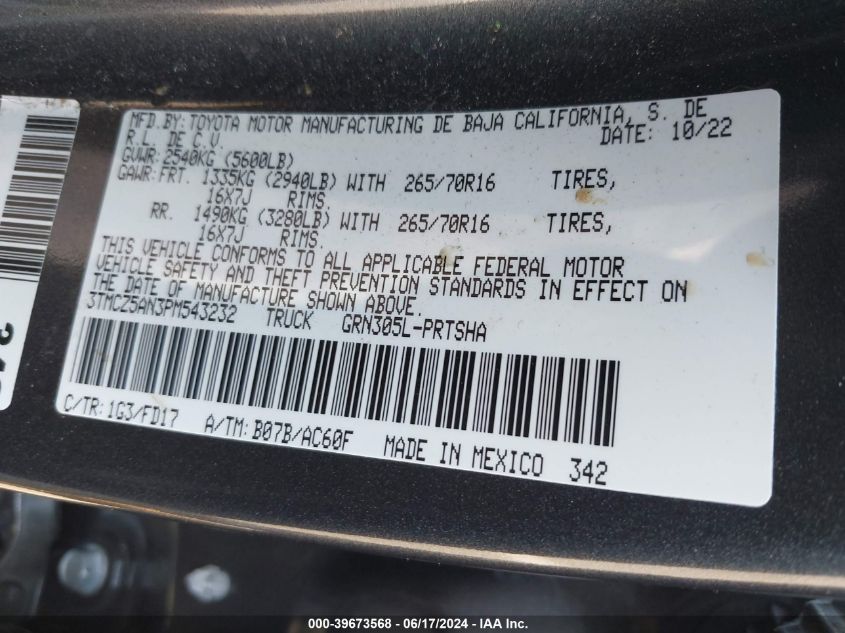 MFD.BY:TOYOTA MOTOR MANUFACTURING DE BAJA CALIFORNIA, S. DE
R.L. DE C.V. DATE: 10/22
GVWR:2540KG (5600LB)
GAWR:FRT. 1335KG (2940LB) WITH 265/70R16 TIRES,
16X7J RIMS.
RR. 1490KG (3280LB) WITH 265/70R16 TIRES,
16X7J RIMS.
THIS VEHICLE CONFORMS TO ALL APPLICABLE FEDERAL MOTOR
VEHICLE SAFETY AND THEFT PREVENTION STANDARDS IN EFFECT ON
THE DATE OF MANUFACTURE SHOWN ABOVE.
3TMCZ5AN3PM543232 TRUCK GRN305L-PRTSHA
C/TR:1G3/FD17 A/TM:B07B/AC60F MADE IN MEXICO 342
000-39673568 - 06/17/2024 - IAA Inc.